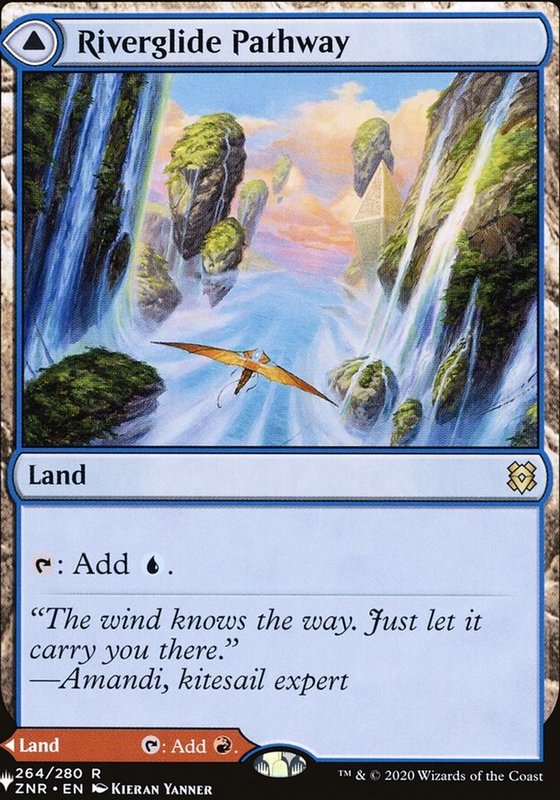 Riverglide Pathway
Land
: Add .
“The wind knows the way. Just let it
carry you there.”
—Amandi, kitesail expert
Land : Add .
264/280 R
ZNR • EN Kieran Yanner
™ & © 2020 Wizards of the Coast